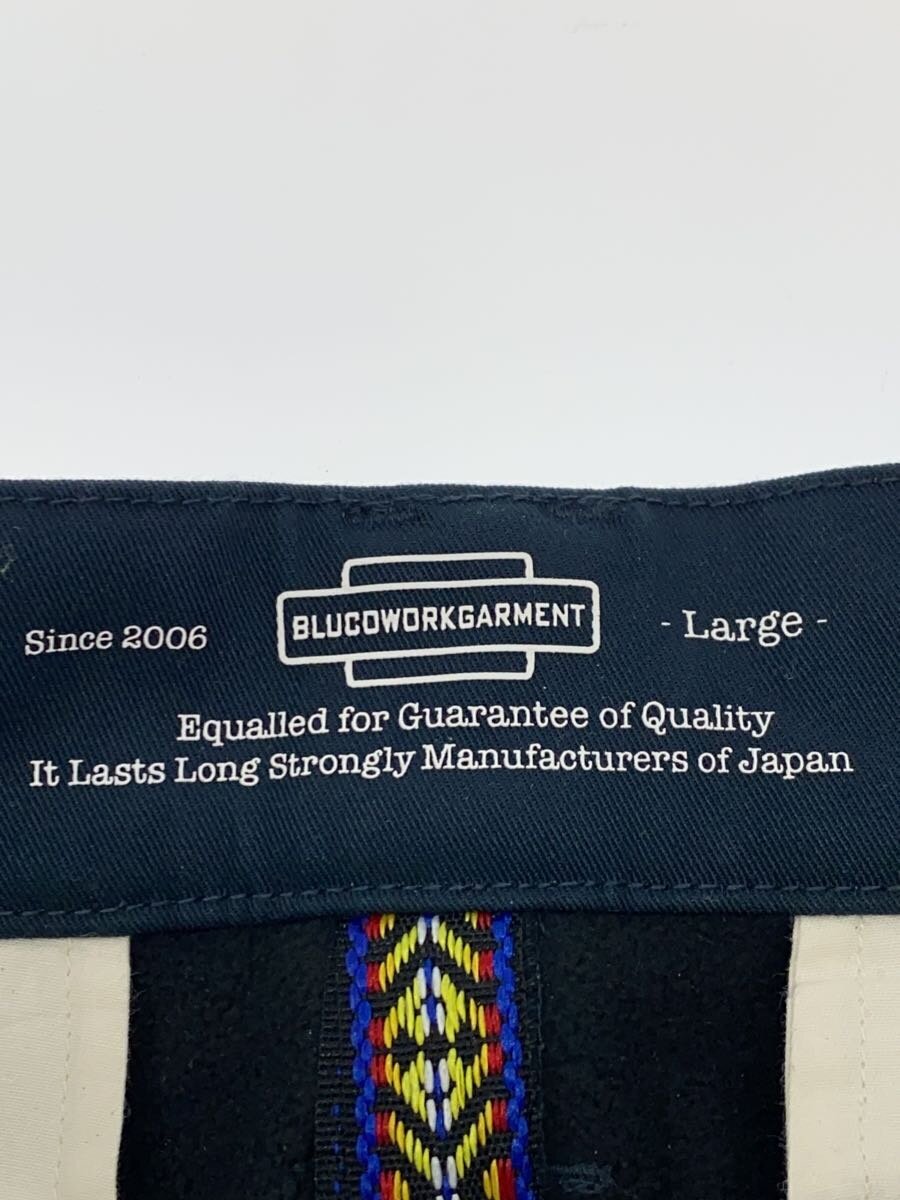 Since 2006
BLUCOWORKGARMENT
- Large -
Equalled for Guarantee of Quality
It Lasts Long Strongly Manufacturers of Japan